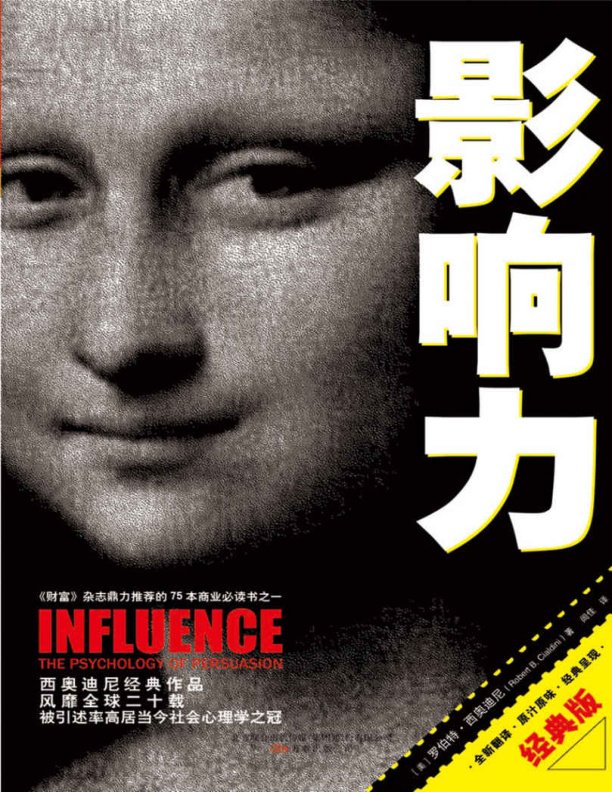 影响力
《财富》杂志鼎力推荐的75本商业必读书之一
INFLUENCE
THE PSYCHOLOGY OF PERSUASION
西奥迪尼经典作品
风靡全球二十载
被引述率高居当今社会心理学之冠
[美]罗伯特·西奥迪尼(Robert B. Cialdini)著 闾佳 译
·全新翻译·原汁原味·经典呈现·
经典版